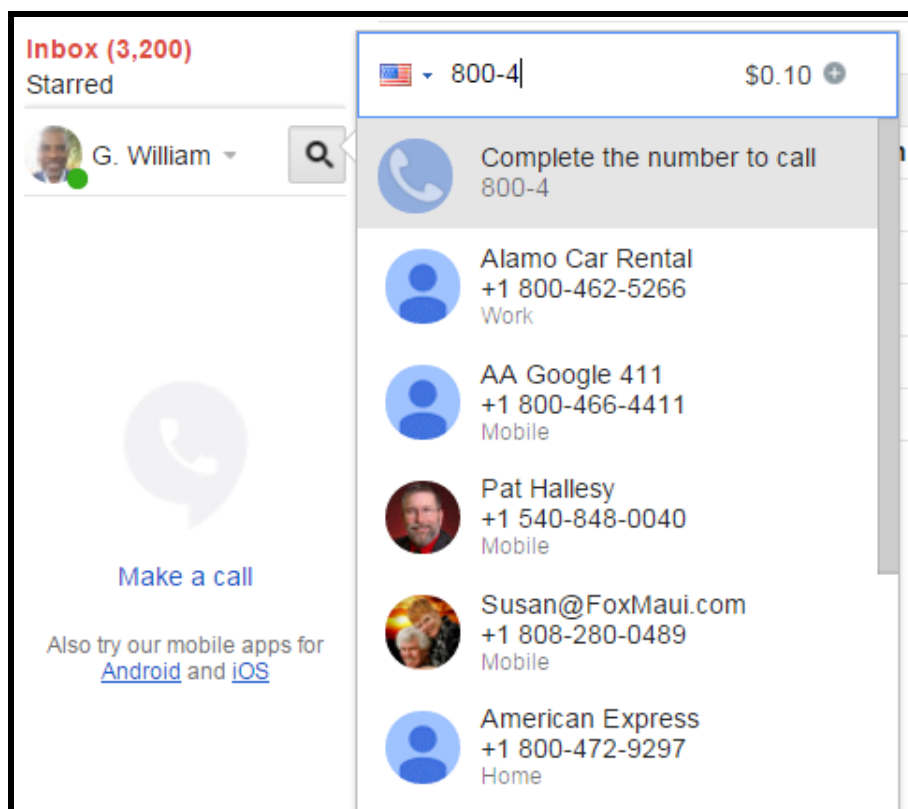 Inbox (3,200)
Starred
G. William
Make a call
Also try our mobile apps for
Android and iOS
800-4
$0.10
Complete the number to call
800-4
Alamo Car Rental
+1 800-462-5266
Work
AA Google 411
+1 800-466-4411
Mobile
Pat Hallesy
+1 540-848-0040
Mobile
Susan@FoxMaui.com
+1 808-280-0489
Mobile
American Express
+1 800-472-9297
Home